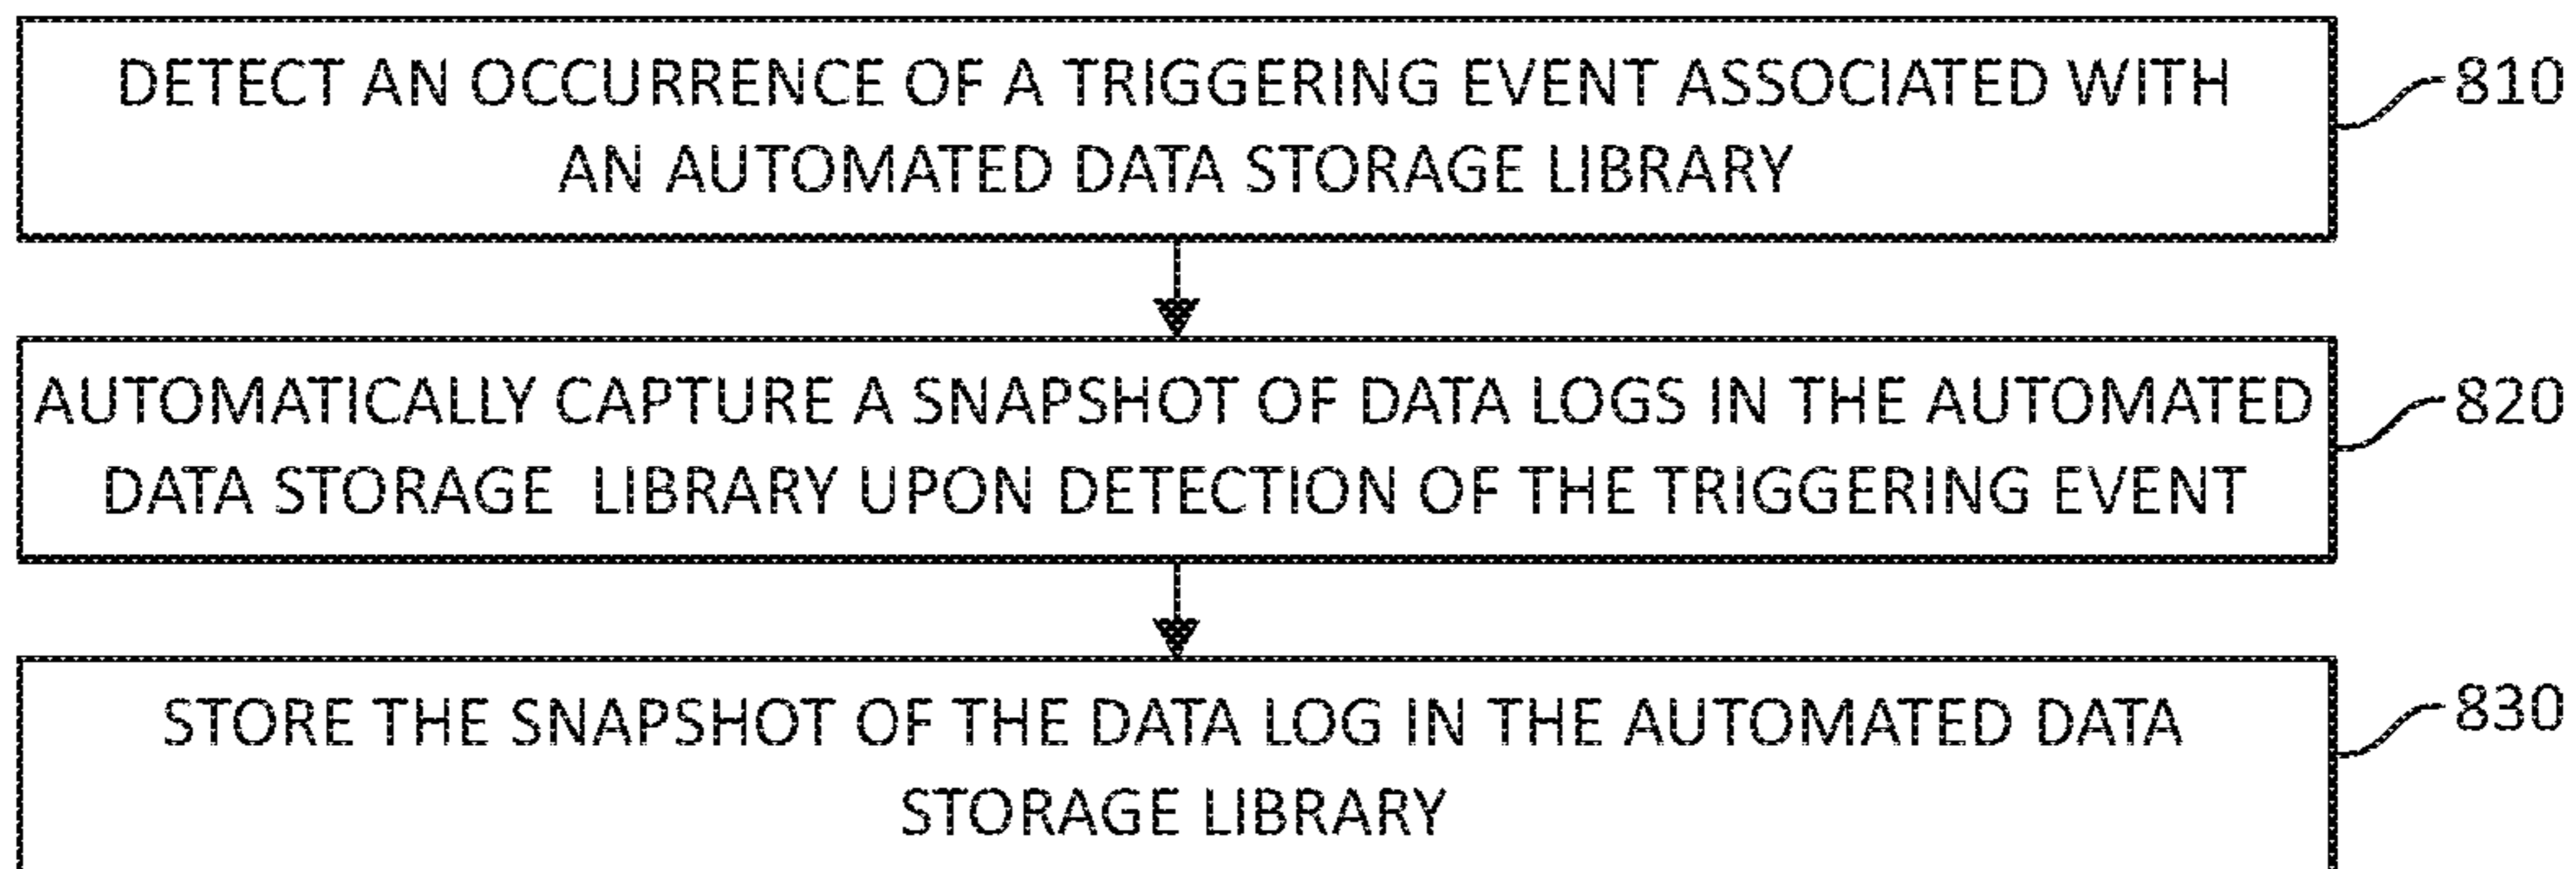 DETECT AN OCCURRENCE OF A TRIGGERING EVENT ASSOCIATED WITH
AN AUTOMATED DATA STORAGE LIBRARY
810
AUTOMATICALLY CAPTURE A SNAPSHOT OF DATA LOGS IN THE AUTOMATED
DATA STORAGE LIBRARY UPON DETECTION OF THE TRIGGERING EVENT
820
STORE THE SNAPSHOT OF THE DATA LOG IN THE AUTOMATED DATA
STORAGE LIBRARY
830